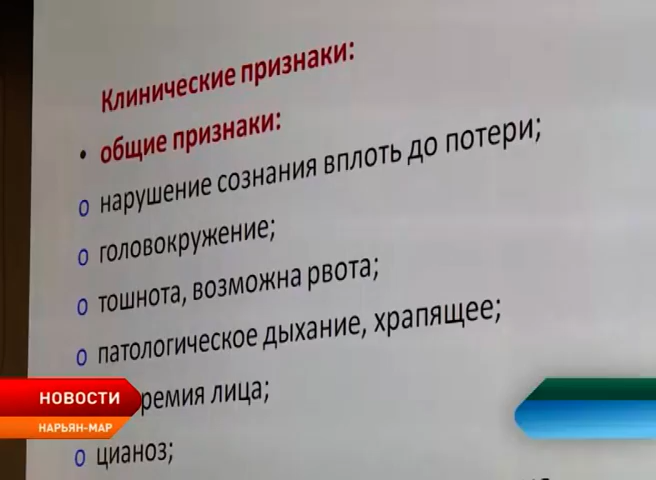 Клинические признаки:
• общие признаки:
o нарушение сознания вплоть до потери;
o головокружение;
o тошнота, возможна рвота;
o патологическое дыхание, храпящее;
ремия лица;
o цианоз;
НОВОСТИ
НАРЬЯН-МАР